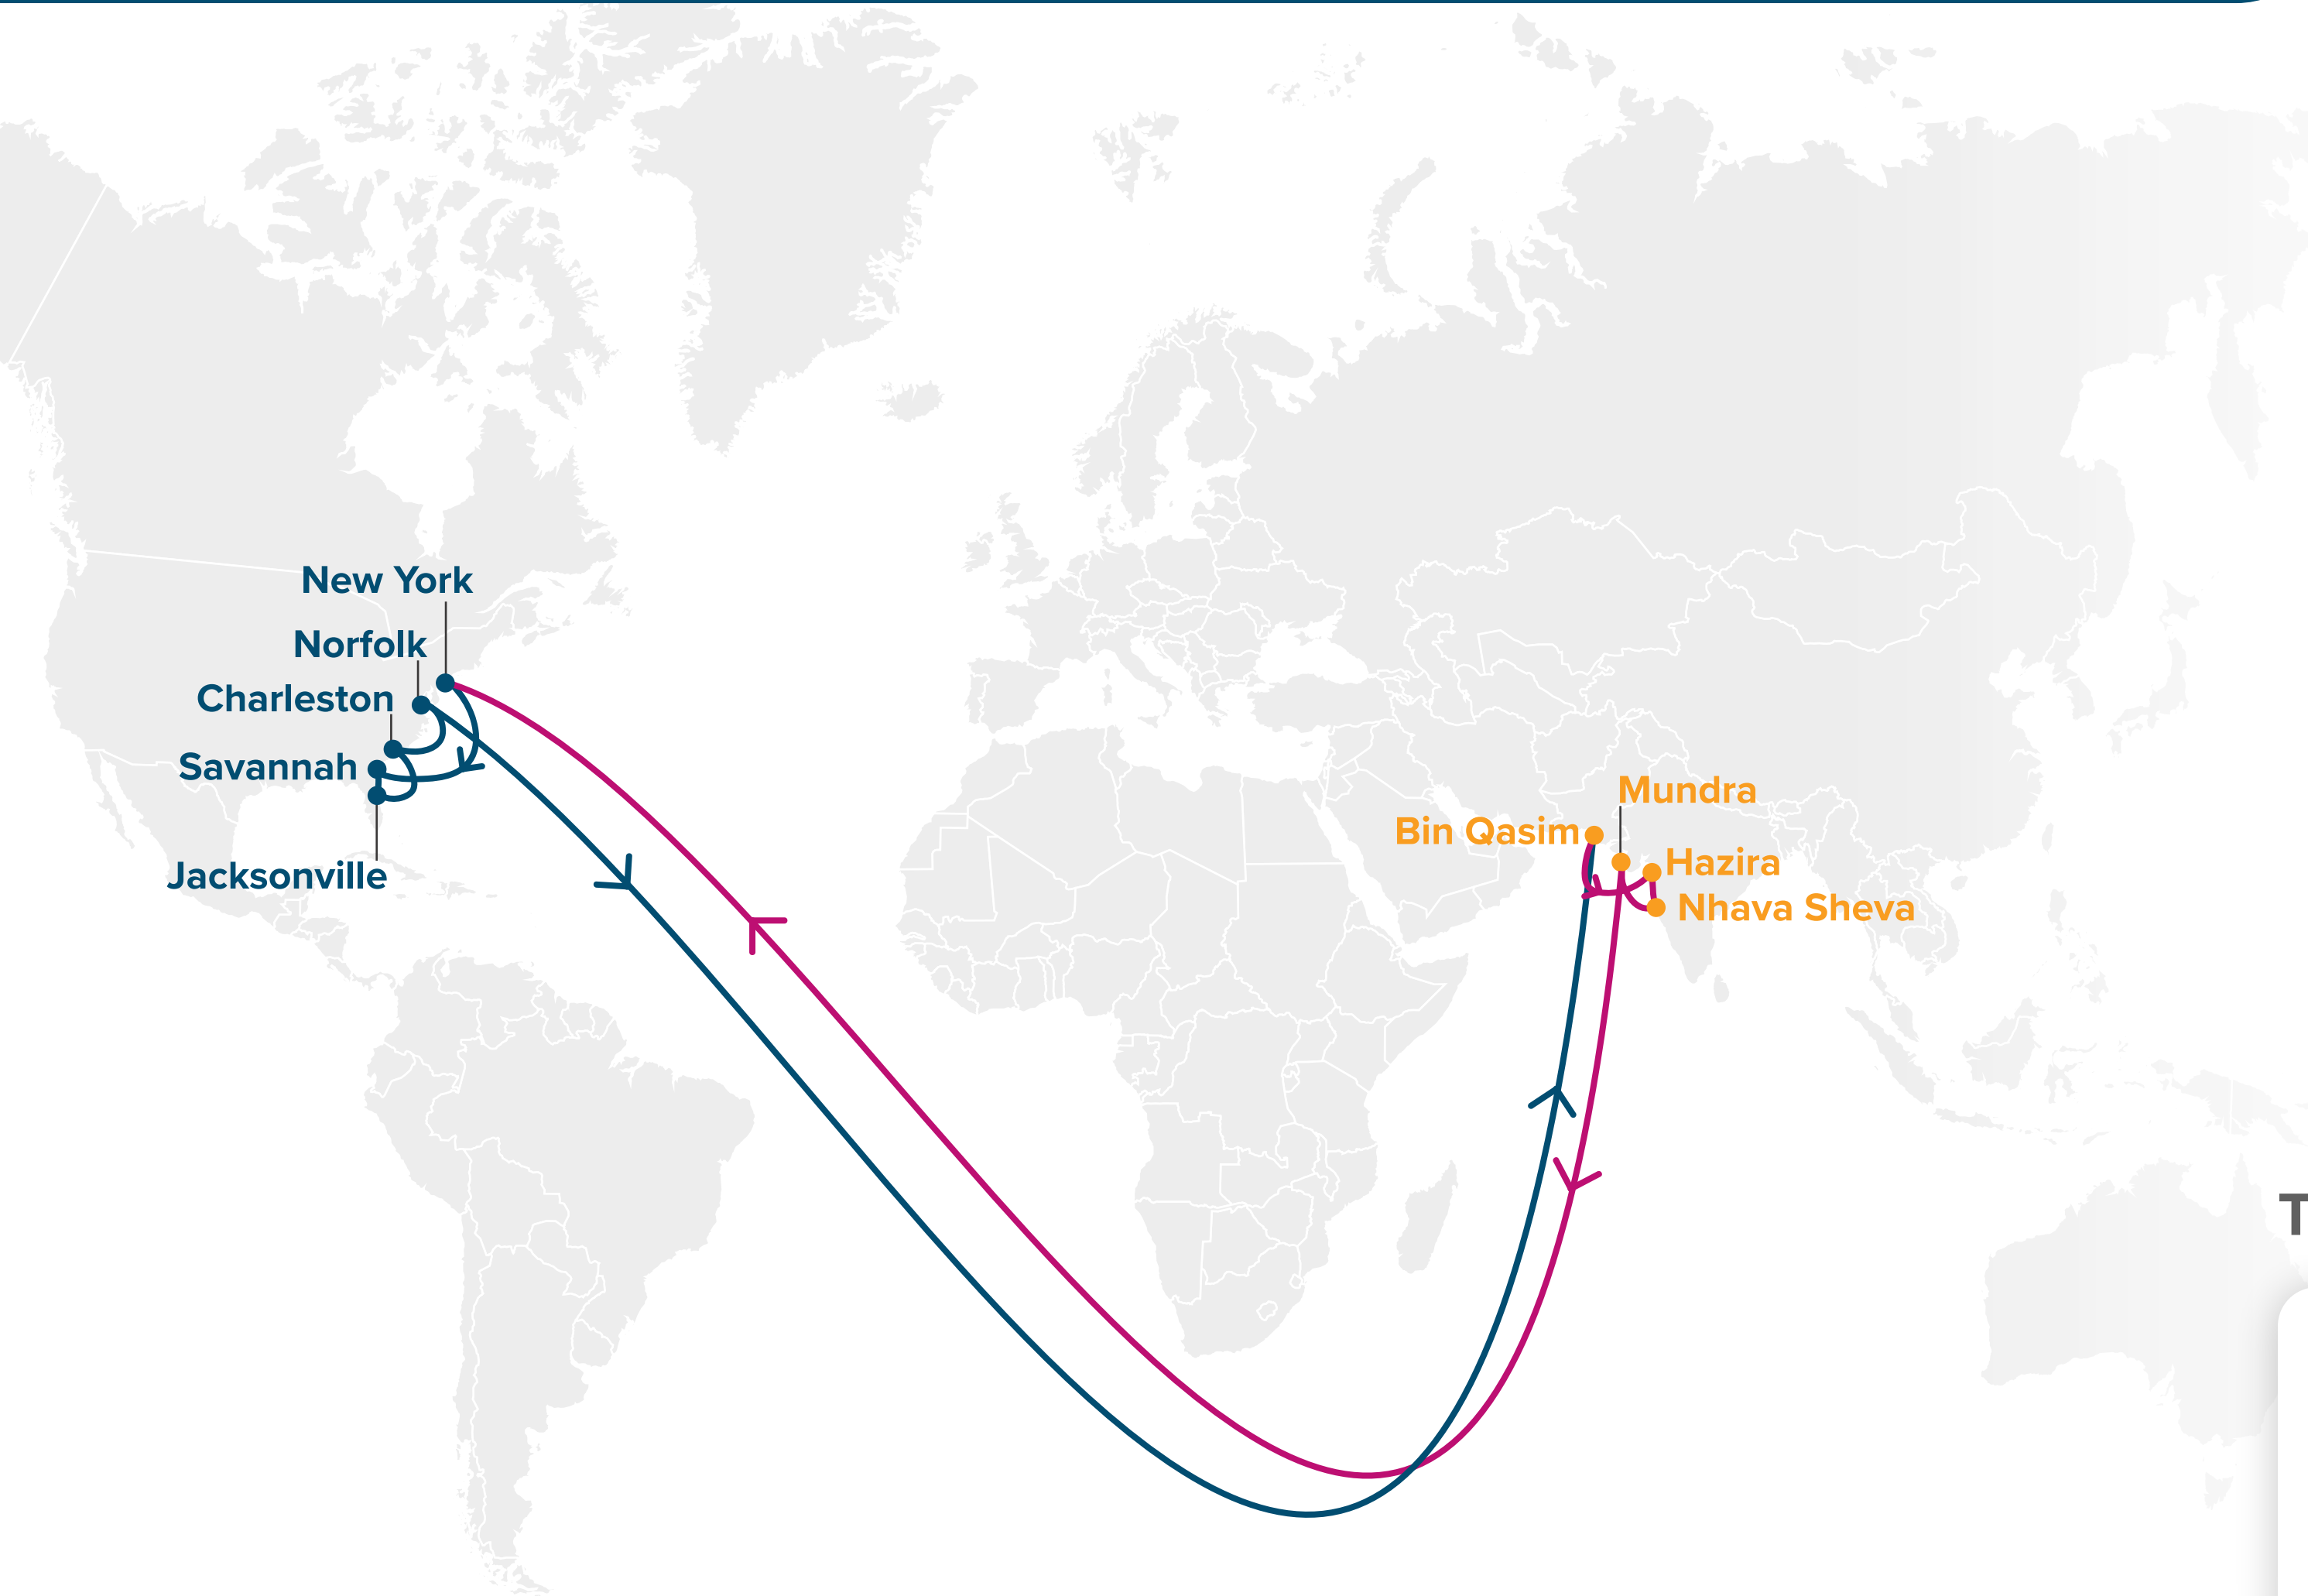 New York
Norfolk
Charleston
Savannah
Jacksonville
Mundra
Bin Qasim
Hazira
Nhava Sheva
T